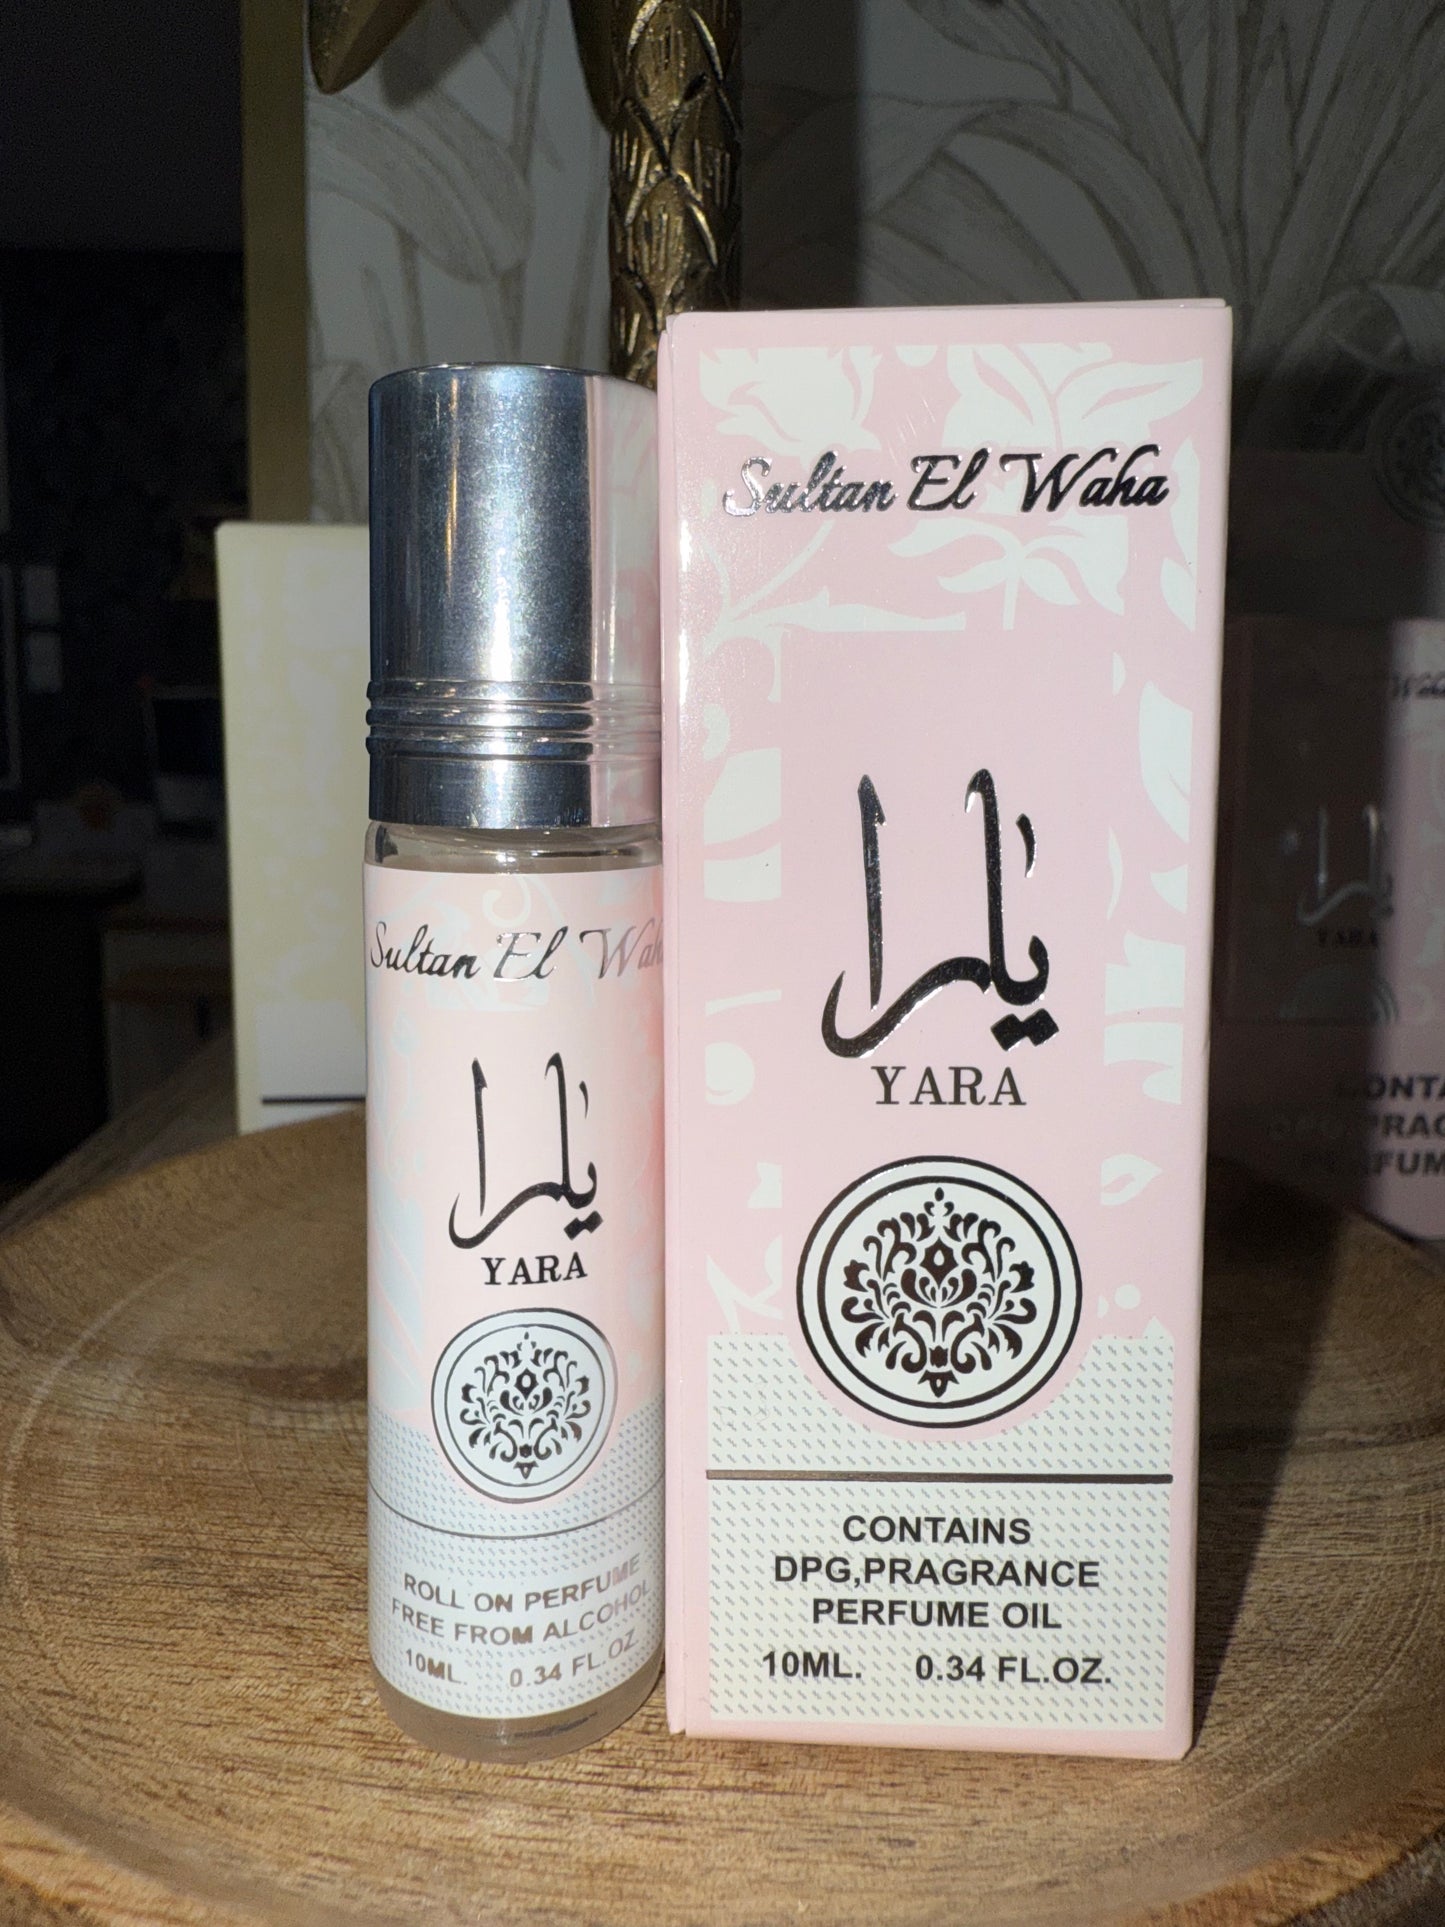 Sultan El Waha
يارا
YARA
ROLL ON PERFUME
FREE FROM ALCOHOL
10ML. 0.34 FL.OZ.
Sultan El Waha
يارا
YARA
CONTAINS
DPG,PRAGRANCE
PERFUME OIL
10ML. 0.34 FL.OZ.
يارا
YARA